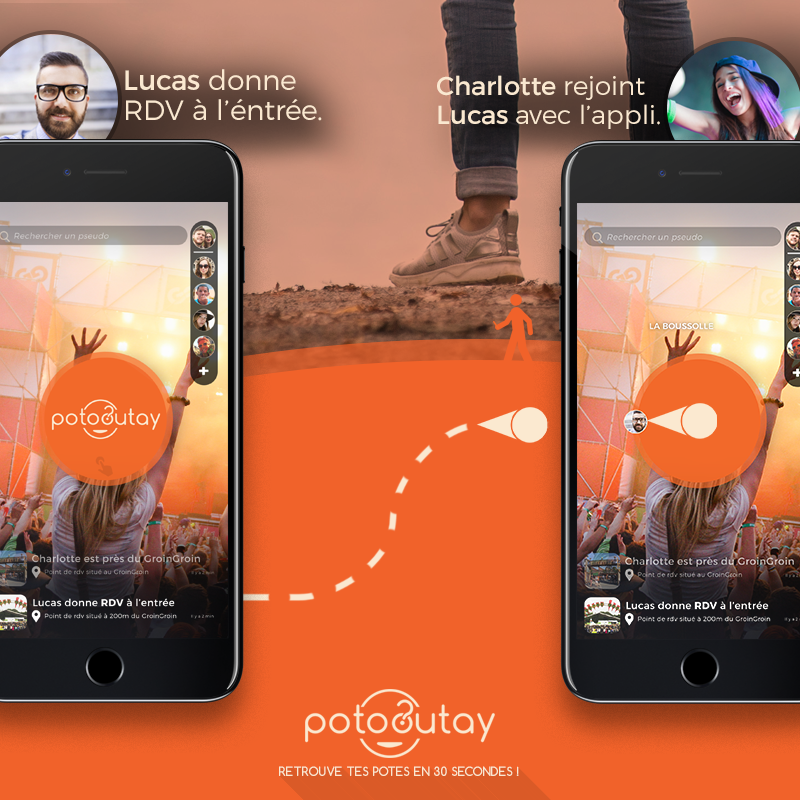 Lucas donne
RDV à l'éntrée.
Charlotte rejoint
Lucas avec l'appli.
Rechercher un pseudo
potooutay
Charlotte est près du GroinGroin
Point de rdv situé au GroinGroin
Lucas donne RDV à l'entrée
Point de rdv situé à 200m du GroinGroin
Rechercher un pseudo
LA BOUSSOLLE
Charlotte est près du GroinGroin
Point de rdv situé au GroinGroin
Lucas donne RDV à l'entrée
Point de rdv situé à 200m du GroinGroin
potooutay
RETROUVE TES POTES EN 30 SECONDES !